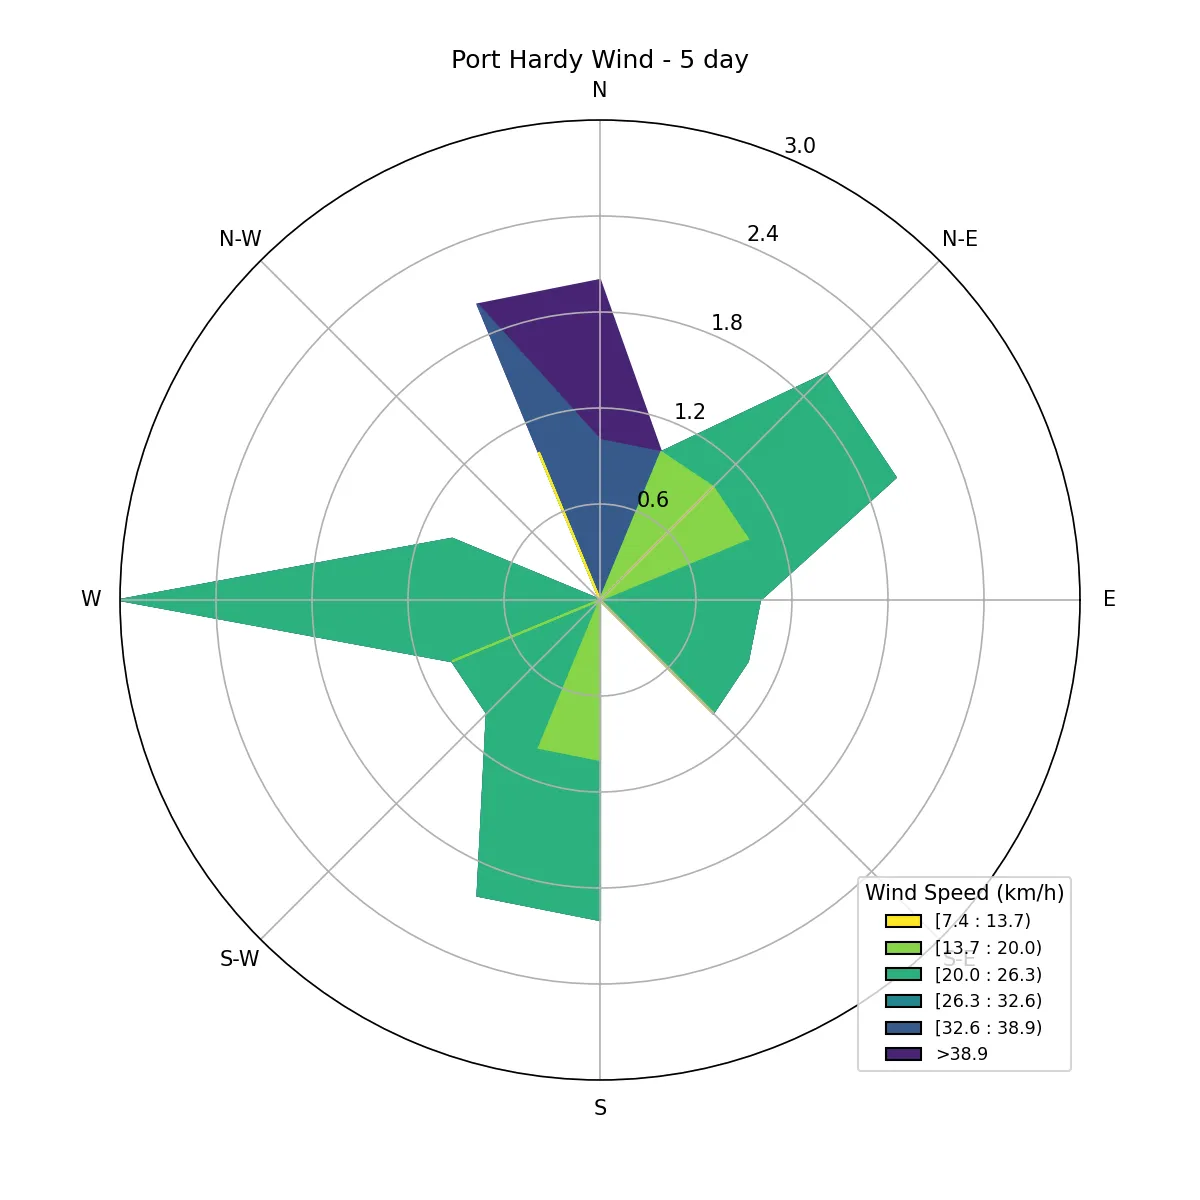 Port Hardy Wind - 5 day
N
3.0
N-W
2.4
N-E
1.8
1.2
0.6
W
E
Wind Speed (km/h)
[7.4 : 13.7)
[13.7 : 20.0)
S-W
S-E
[20.0 : 26.3)
[26.3 : 32.6)
[32.6 : 38.9)
>38.9
S